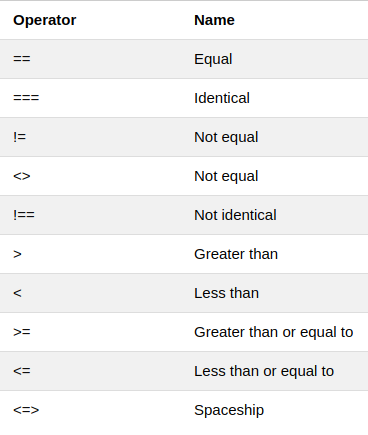 Operator Name
== Equal
=== Identical
!= Not equal
<> Not equal
!== Not identical
> Greater than
< Less than
>= Greater than or equal to
<= Less than or equal to
<=> Spaceship